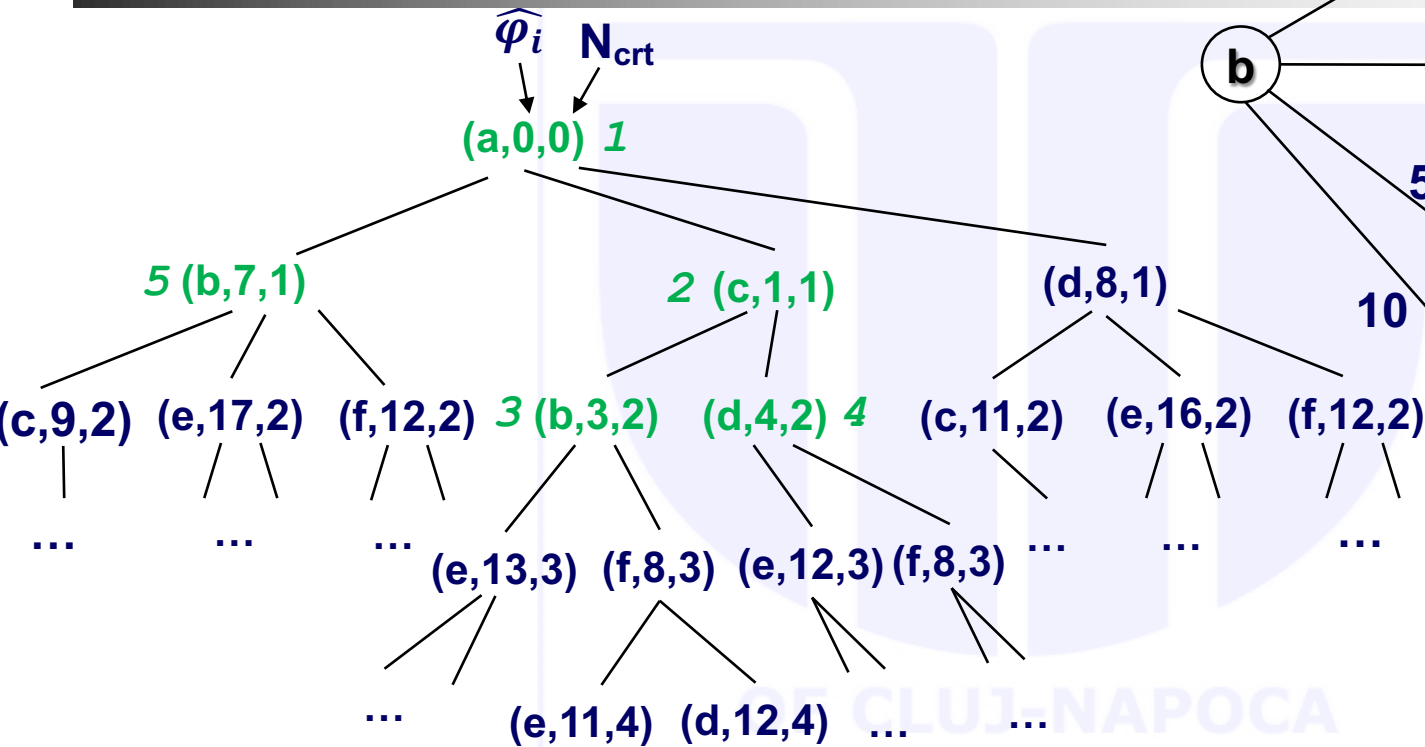 φ̂ᵢ N_crt
b
(a,0,0) 1
5
5 (b,7,1) 2 (c,1,1) (d,8,1)
10
(c,9,2) (e,17,2) (f,12,2) 3 (b,3,2) (d,4,2) 4 (c,11,2) (e,16,2) (f,12,2)
... ... ... (e,13,3) (f,8,3) (e,12,3) (f,8,3) ... ... ...
... (e,11,4) (d,12,4) ... ...
OF CLUJ-NAPOCA